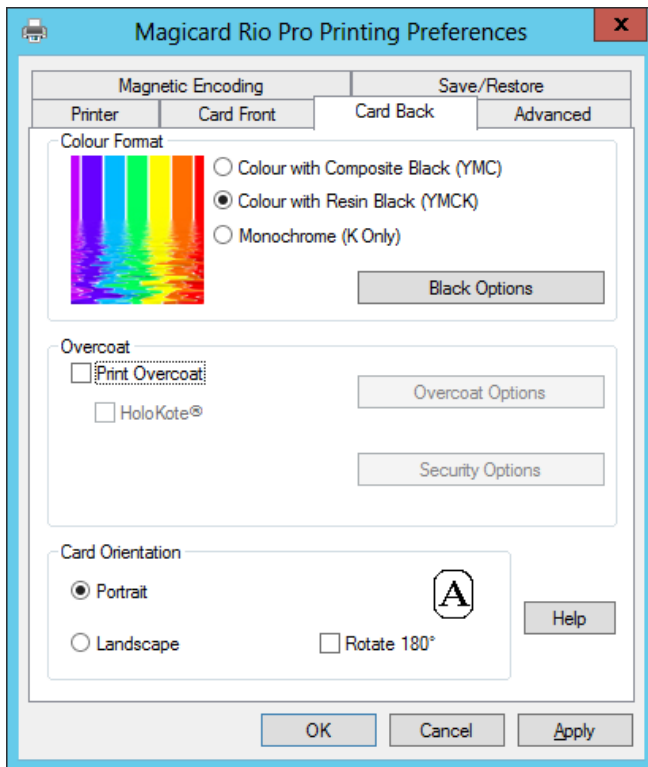 Magicard Rio Pro Printing Preferences
x
Magnetic Encoding
Save/Restore
Printer
Card Front
Card Back
Advanced
Colour Format
Colour with Composite Black (YMC)
Colour with Resin Black (YMCK)
Monochrome (K Only)
Black Options
Overcoat
Print Overcoat
HoloKote®
Overcoat Options
Security Options
Card Orientation
Portrait
A
Landscape
Rotate 180°
Help
OK
Cancel
Apply